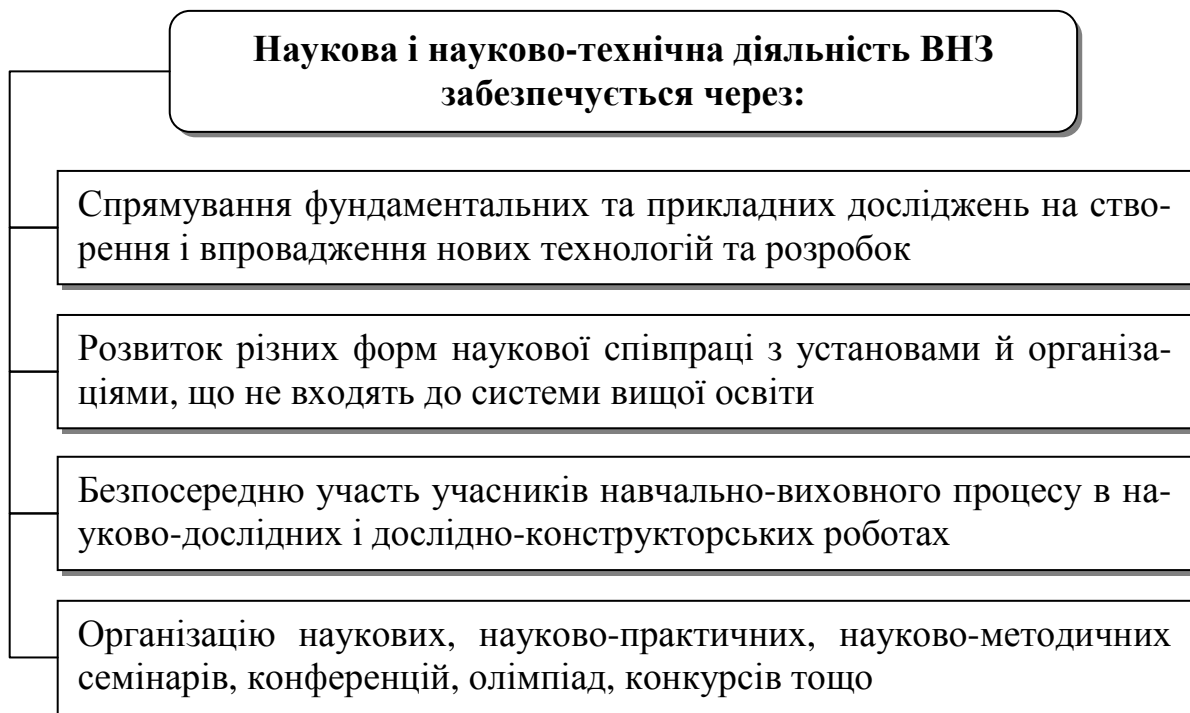 Наукова і науково-технічна діяльність ВНЗ
забезпечується через:
Спрямування фундаментальних та прикладних досліджень на ство-
рення і впровадження нових технологій та розробок
Розвиток різних форм наукової співпраці з установами й організа-
ціями, що не входять до системи вищої освіти
Безпосередню участь учасників навчально-виховного процесу в на-
уково-дослідних і дослідно-конструкторських роботах
Організацію наукових, науково-практичних, науково-методичних
семінарів, конференцій, олімпіад, конкурсів тощо